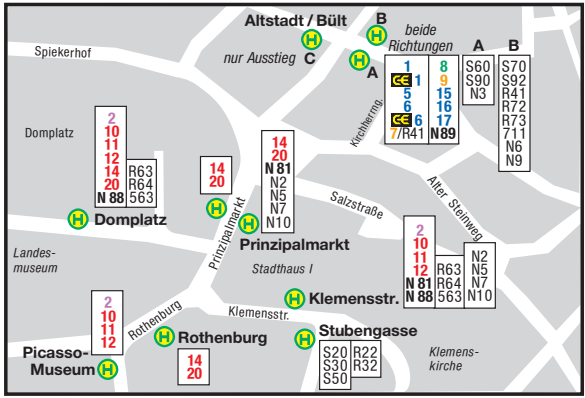 Altstadt / Bült
H
B
H
beide
Richtungen
A
B
nur Ausstieg
C
H
A
Spiekerhof
1 8
CE 1 9
5 15
6 16
CE 6 17
7/R41 N89
S60
S90
N3
S70
S92
R41
R72
R73
711
N6
N9
Kirchherrng.
Domplatz
2
10
11
12
14 R63
20 R64
N 88 563
H Domplatz
14
20
H
14
20
N 81
N2
N5
N7
N10
H
Prinzipalmarkt
Prinzipalmarkt
Salzstraße
Alter Steinweg
Landes-
museum
Stadthaus I
2
10
11
12 R63
N 81 R64
N 88 563
N2
N5
N7
N10
H Klemensstr.
Klemensstr.
2
10
11
12
Rothenburg
H Rothenburg
14
20
Picasso-
Museum H
Stubengasse
H
S20 R22
S30 R32
S50
Klemens-
kirche